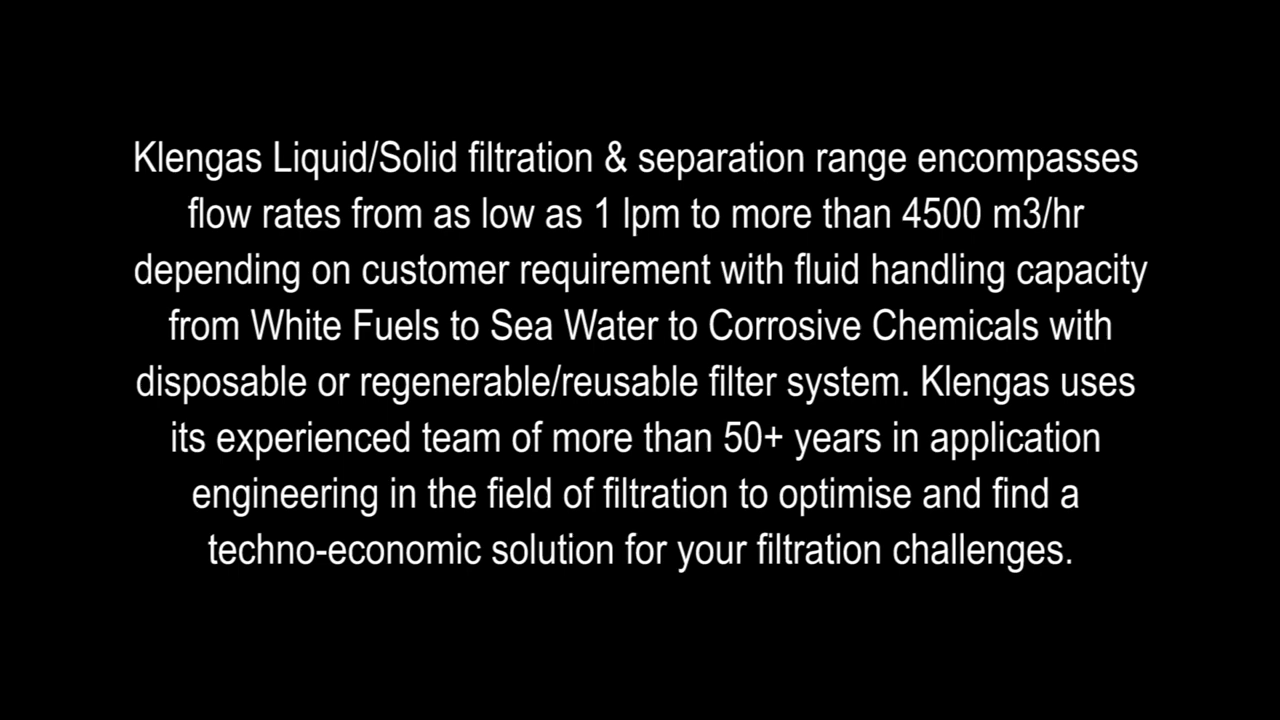 Klengas Liquid/Solid filtration & separation range encompasses
flow rates from as low as 1 lpm to more than 4500 m3/hr
depending on customer requirement with fluid handling capacity
from White Fuels to Sea Water to Corrosive Chemicals with
disposable or regenerable/reusable filter system. Klengas uses
its experienced team of more than 50+ years in application
engineering in the field of filtration to optimise and find a
techno-economic solution for your filtration challenges.